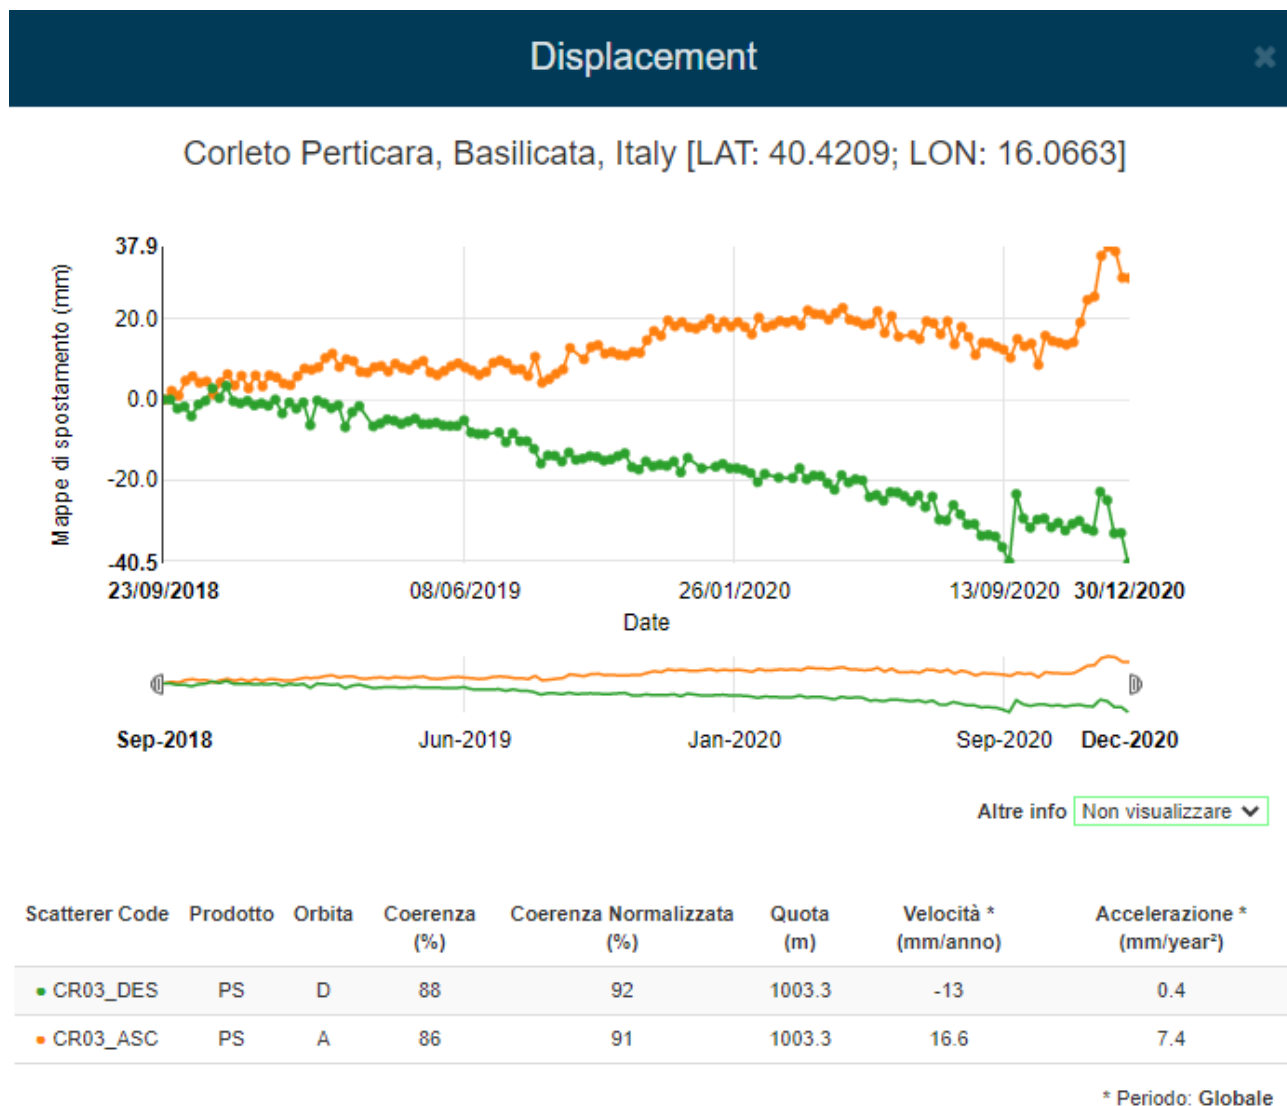 Displacement ×
Corleto Perticara, Basilicata, Italy [LAT: 40.4209; LON: 16.0663]
Mappe di spostamento (mm)
37.9
20.0
0.0
-20.0
-40.5
23/09/2018 08/06/2019 26/01/2020 13/09/2020 30/12/2020
Date
Sep-2018 Jun-2019 Jan-2020 Sep-2020 Dec-2020
Altre info Non visualizzare
Scatterer Code Prodotto Orbita Coerenza (%) Coerenza Normalizzata (%) Quota (m) Velocità * (mm/anno) Accelerazione * (mm/year²)
CR03_DES PS D 88 92 1003.3 -13 0.4
CR03_ASC PS A 86 91 1003.3 16.6 7.4
* Periodo: Globale